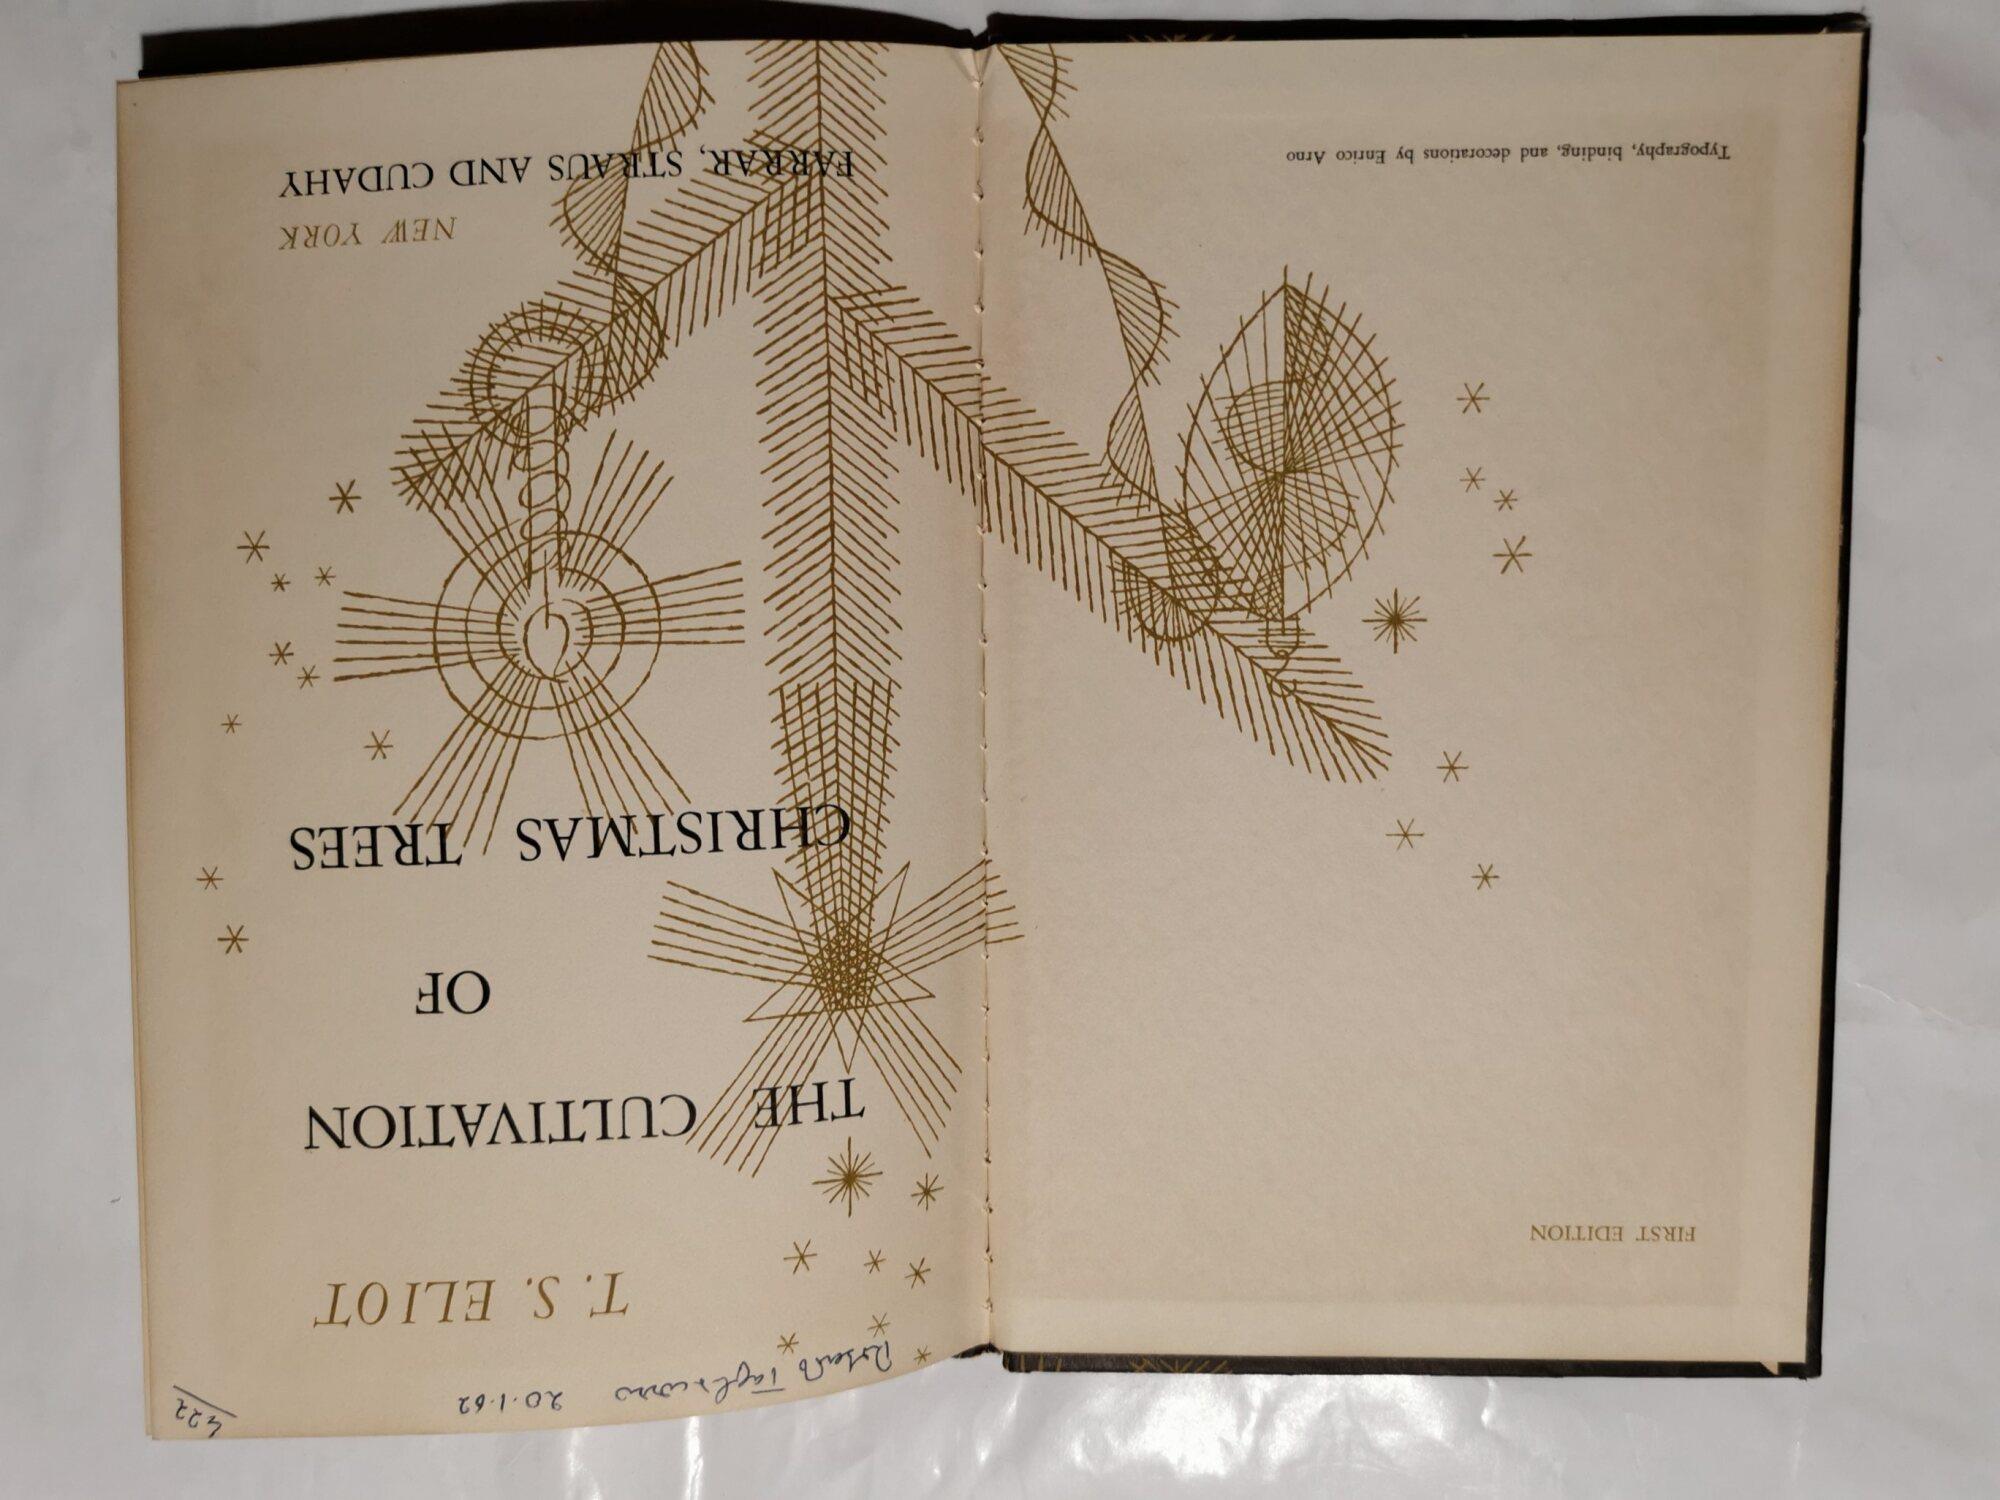 FIRST EDITION
Typography, binding, and decorations by Enrico Arno
20.1.62
T. S. ELIOT
THE CULTIVATION
OF
CHRISTMAS TREES
NEW YORK
FARRAR, STRAUS AND CUDAHY